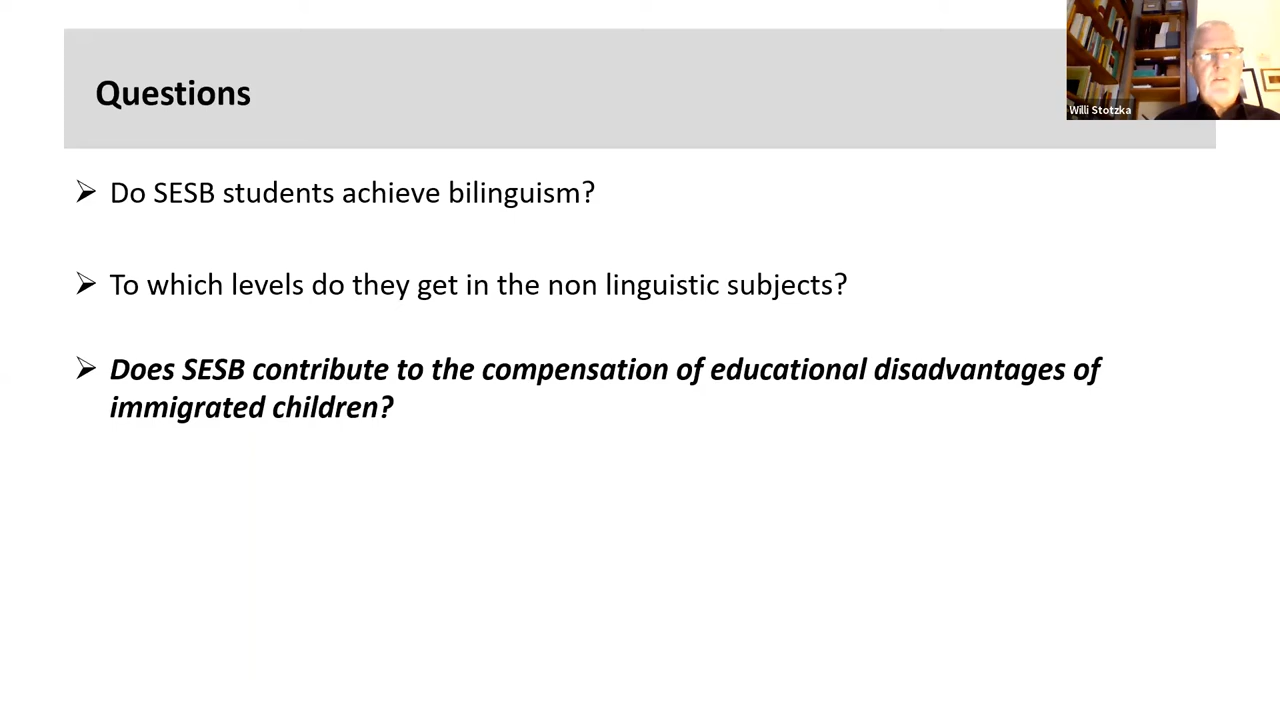 Questions
Willi Stotzka
➢ Do SESB students achieve bilinguism?
➢ To which levels do they get in the non linguistic subjects?
➢ Does SESB contribute to the compensation of educational disadvantages of
immigrated children?